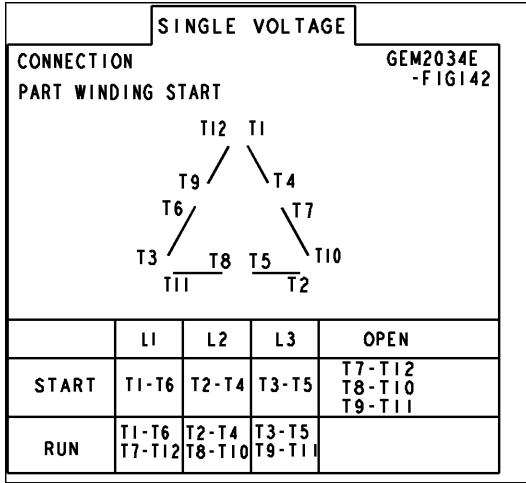 SINGLE VOLTAGE
CONNECTION
GEM2034E
-FIG142
PART WINDING START
T12 T1
T9 T4
T6 T7
T3 T8 T5 T10
T11 T2
L1 L2 L3 OPEN
START T1-T6 T2-T4 T3-T5 T7-T12
T8-T10
T9-T11
RUN T1-T6 T2-T4 T3-T5
T7-T12 T8-T10 T9-T11